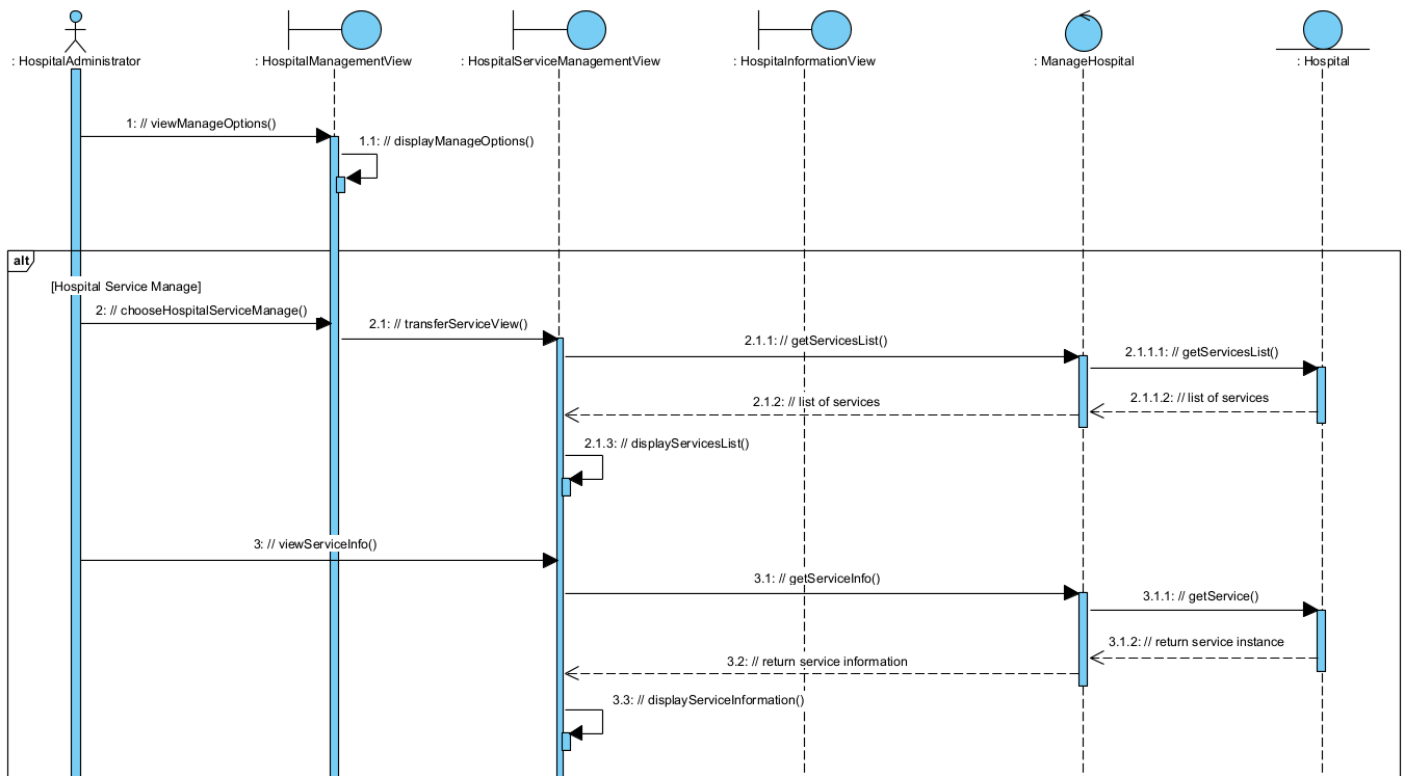 : HospitalAdministrator
: HospitalManagementView
: HospitalServiceManagementView
: HospitalInformationView
: ManageHospital
: Hospital
1: // viewManageOptions()
1.1: // displayManageOptions()
alt
[Hospital Service Manage]
2: // chooseHospitalServiceManage()
2.1: // transferServiceView()
2.1.1: // getServicesList()
2.1.1.1: // getServicesList()
2.1.1.2: // list of services
2.1.2: // list of services
2.1.3: // displayServicesList()
3: // viewServiceInfo()
3.1: // getServiceInfo()
3.1.1: // getService()
3.1.2: // return service instance
3.2: // return service information
3.3: // displayServiceInformation()